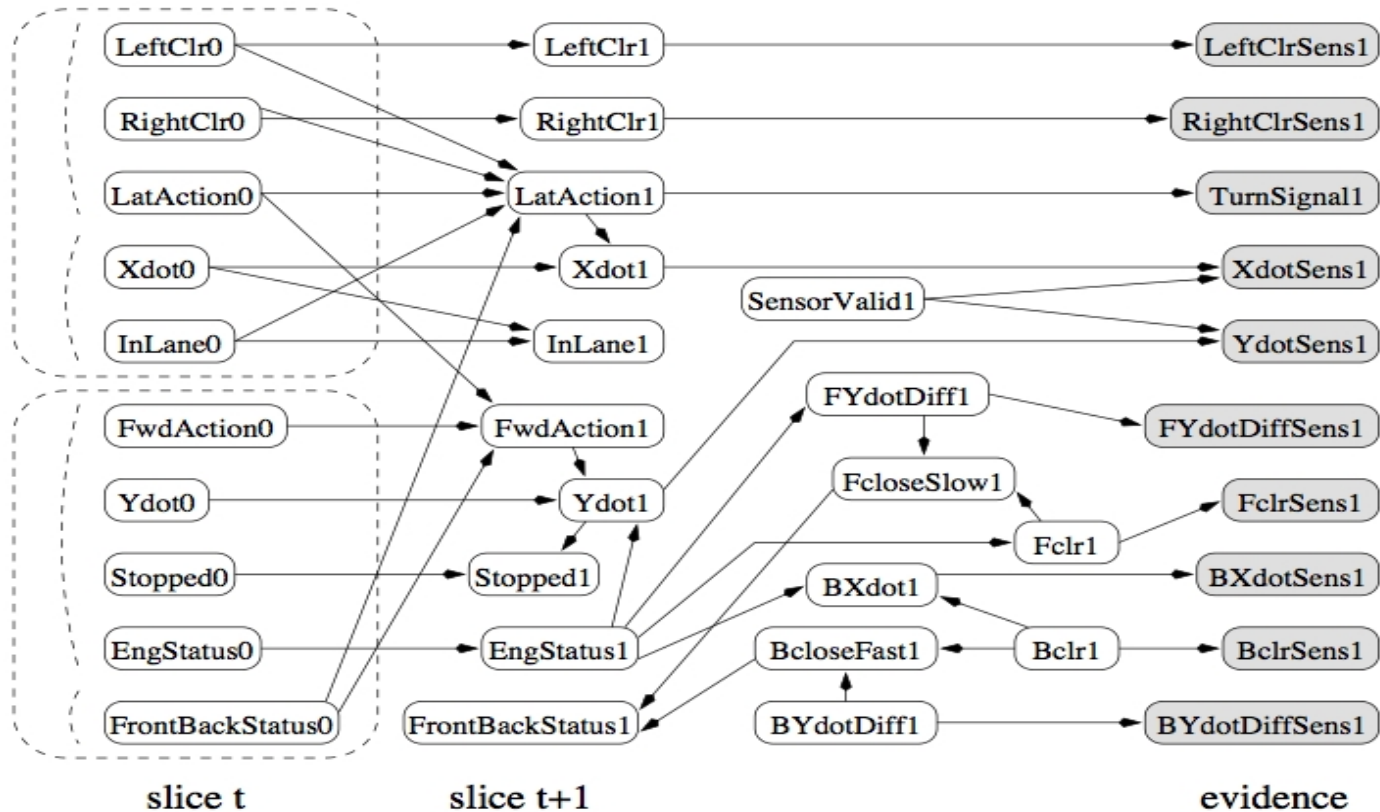 LeftClr0 LeftClr1 LeftClrSens1
RightClr0 RightClr1 RightClrSens1
LatAction0 LatAction1 TurnSignal1
Xdot0 Xdot1 XdotSens1
SensorValid1
InLane0 InLane1 YdotSens1
FYdotDiff1
FwdAction0 FwdAction1 FYdotDiffSens1
FcloseSlow1
Ydot0 Ydot1 FclrSens1
Fclr1
Stopped0 Stopped1 BXdot1 BXdotSens1
EngStatus0 EngStatus1 BcloseFast1 Bclr1 BclrSens1
FrontBackStatus0 FrontBackStatus1 BYdotDiff1 BYdotDiffSens1
slice t slice t+1 evidence